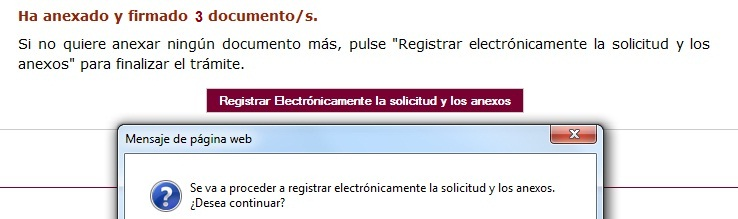 Ha anexado y firmado 3 documento/s.
Si no quiere anexar ningún documento más, pulse "Registrar electrónicamente la solicitud y los
anexos" para finalizar el trámite.
Registrar Electrónicamente la solicitud y los anexos
Mensaje de página web
Se va a proceder a registrar electrónicamente la solicitud y los anexos.
¿Desea continuar?